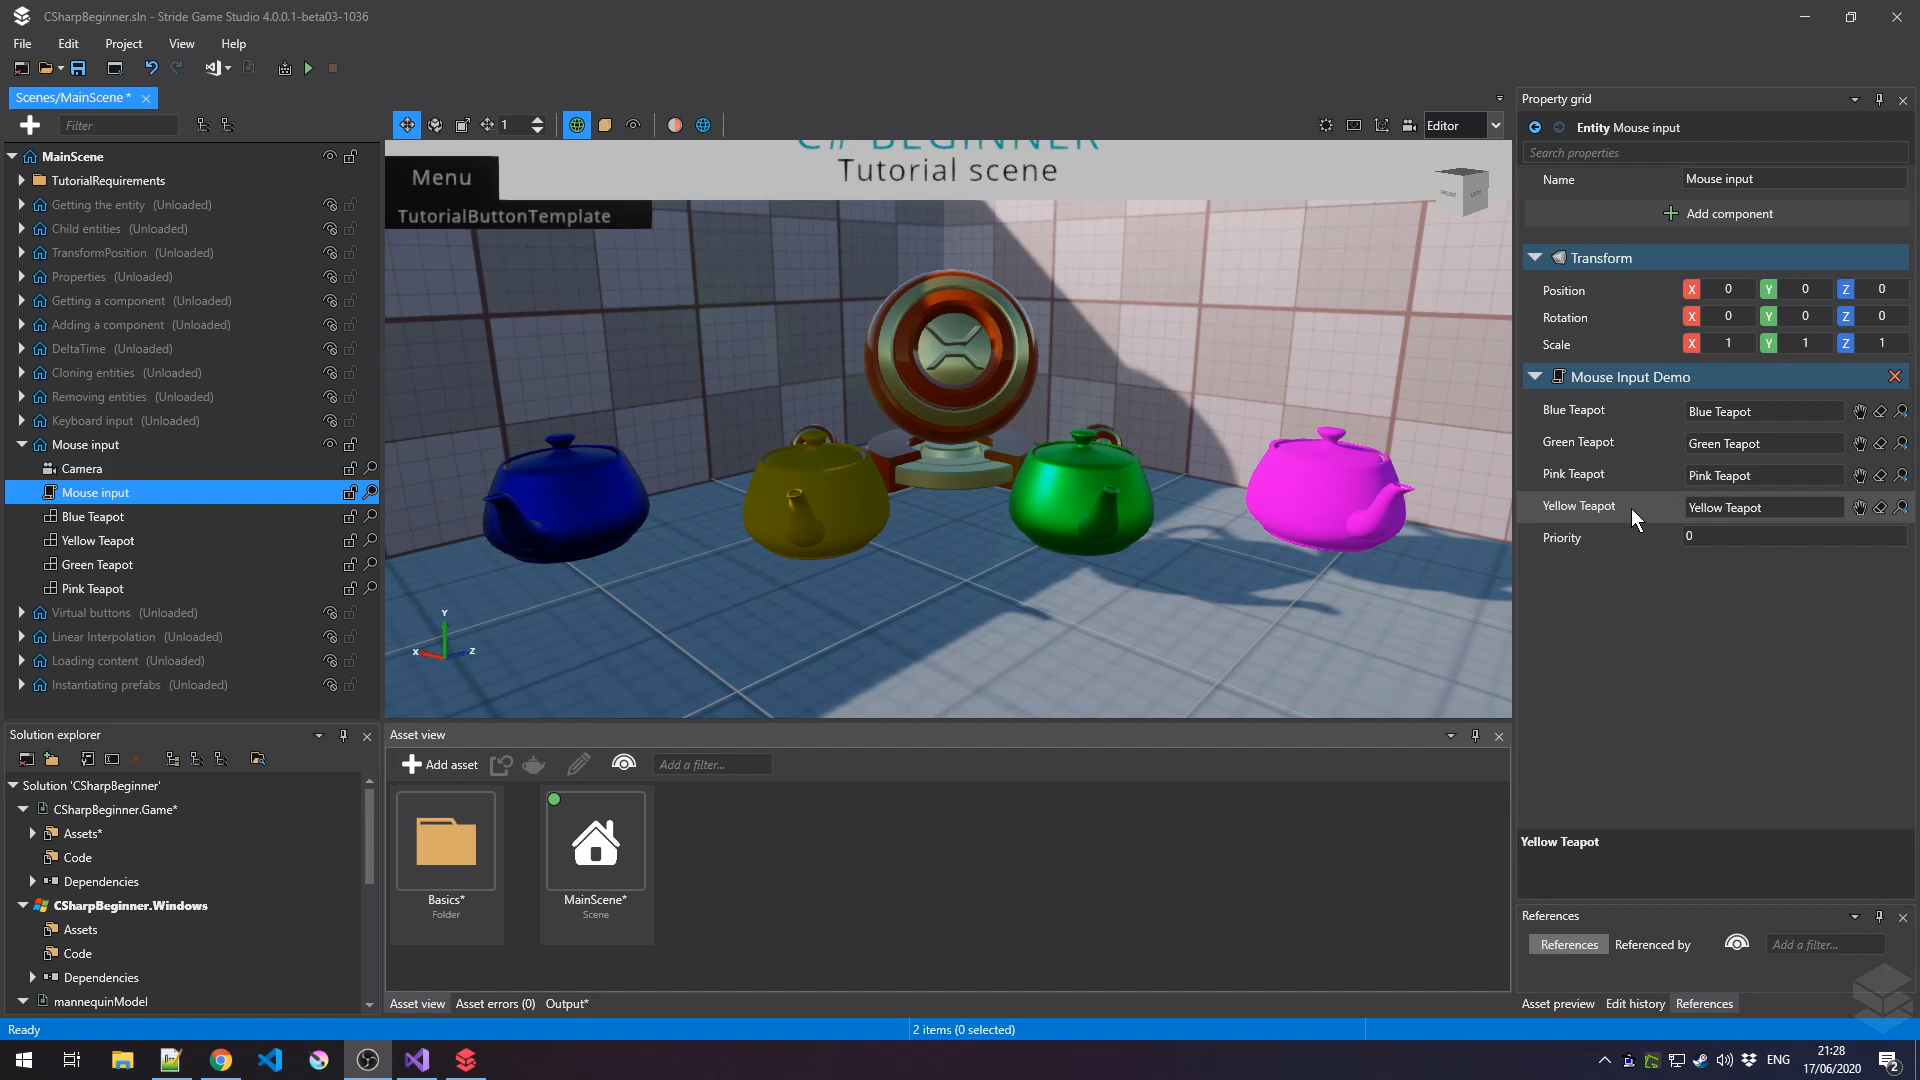 CSharpBeginner.sln - Stride Game Studio 4.0.0.1-beta03-1036
File Edit Project View Help
Scenes/MainScene *
Filter
MainScene
TutorialRequirements
Getting the entity (Unloaded)
Child entities (Unloaded)
TransformPosition (Unloaded)
Properties (Unloaded)
Getting a component (Unloaded)
Adding a component (Unloaded)
DeltaTime (Unloaded)
Cloning entities (Unloaded)
Removing entities (Unloaded)
Keyboard input (Unloaded)
Mouse input
Camera
Mouse input
Blue Teapot
Yellow Teapot
Green Teapot
Pink Teapot
Virtual buttons (Unloaded)
Linear Interpolation (Unloaded)
Loading content (Unloaded)
Instantiating prefabs (Unloaded)
1
Editor
C# BEGINNER
Tutorial scene
Menu
TutorialButtonTemplate
Y
X
Z
Property grid
Entity Mouse input
Search properties
Name Mouse input
Add component
Transform
Position X 0 Y 0 Z 0
Rotation X 0 Y 0 Z 0
Scale X 1 Y 1 Z 1
Mouse Input Demo
Blue Teapot Blue Teapot
Green Teapot Green Teapot
Pink Teapot Pink Teapot
Yellow Teapot Yellow Teapot
Priority 0
Yellow Teapot
References
References Referenced by Add a filter...
Asset preview Edit history References
Solution explorer
Solution 'CSharpBeginner'
CSharpBeginner.Game*
Assets*
Code
Dependencies
CSharpBeginner.Windows
Assets
Code
Dependencies
mannequinModel
Asset view
Add asset Add a filter...
Basics*
Folder
MainScene*
Scene
Asset view Asset errors (0) Output*
Ready
2 items (0 selected)
ENG
21:28
17/06/2020
2